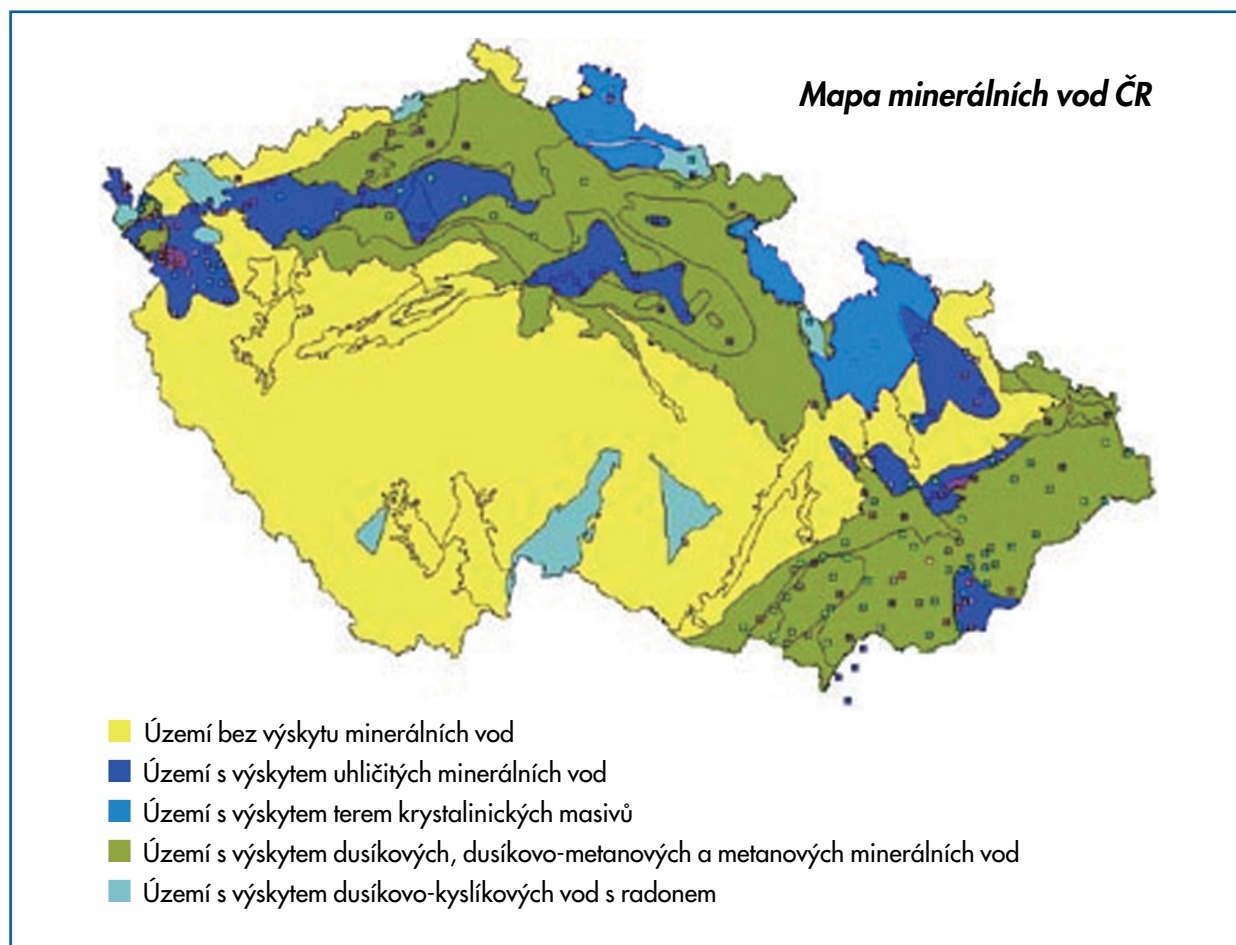 Mapa minerálních vod ČR
Území bez výskytu minerálních vod
Území s výskytem uhličitých minerálních vod
Území s výskytem terem krystalinických masivů
Území s výskytem dusíkových, dusíkovo-metanových a metanových minerálních vod
Území s výskytem dusíkovo-kyslíkových vod s radonem